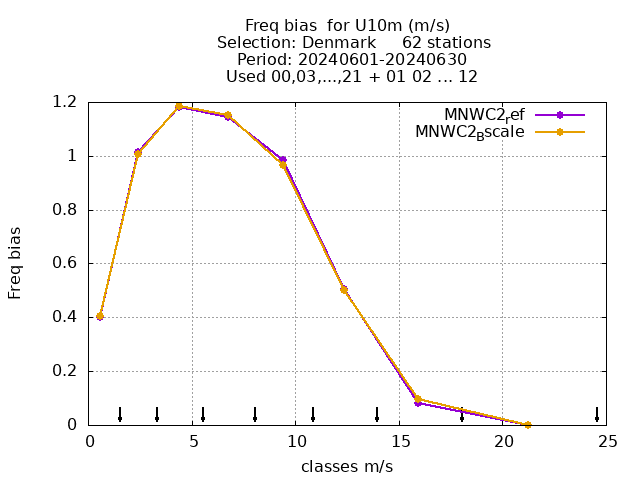 Freq bias  for U10m (m/s)
Selection: Denmark     62 stations
Period: 20240601-20240630
Used 00,03,...,21 + 01 02 ... 12
MNWC2ref
MNWC2Bscale
1.2
1
0.8
0.6
0.4
0.2
0
Freq bias
0 5 10 15 20 25
classes m/s